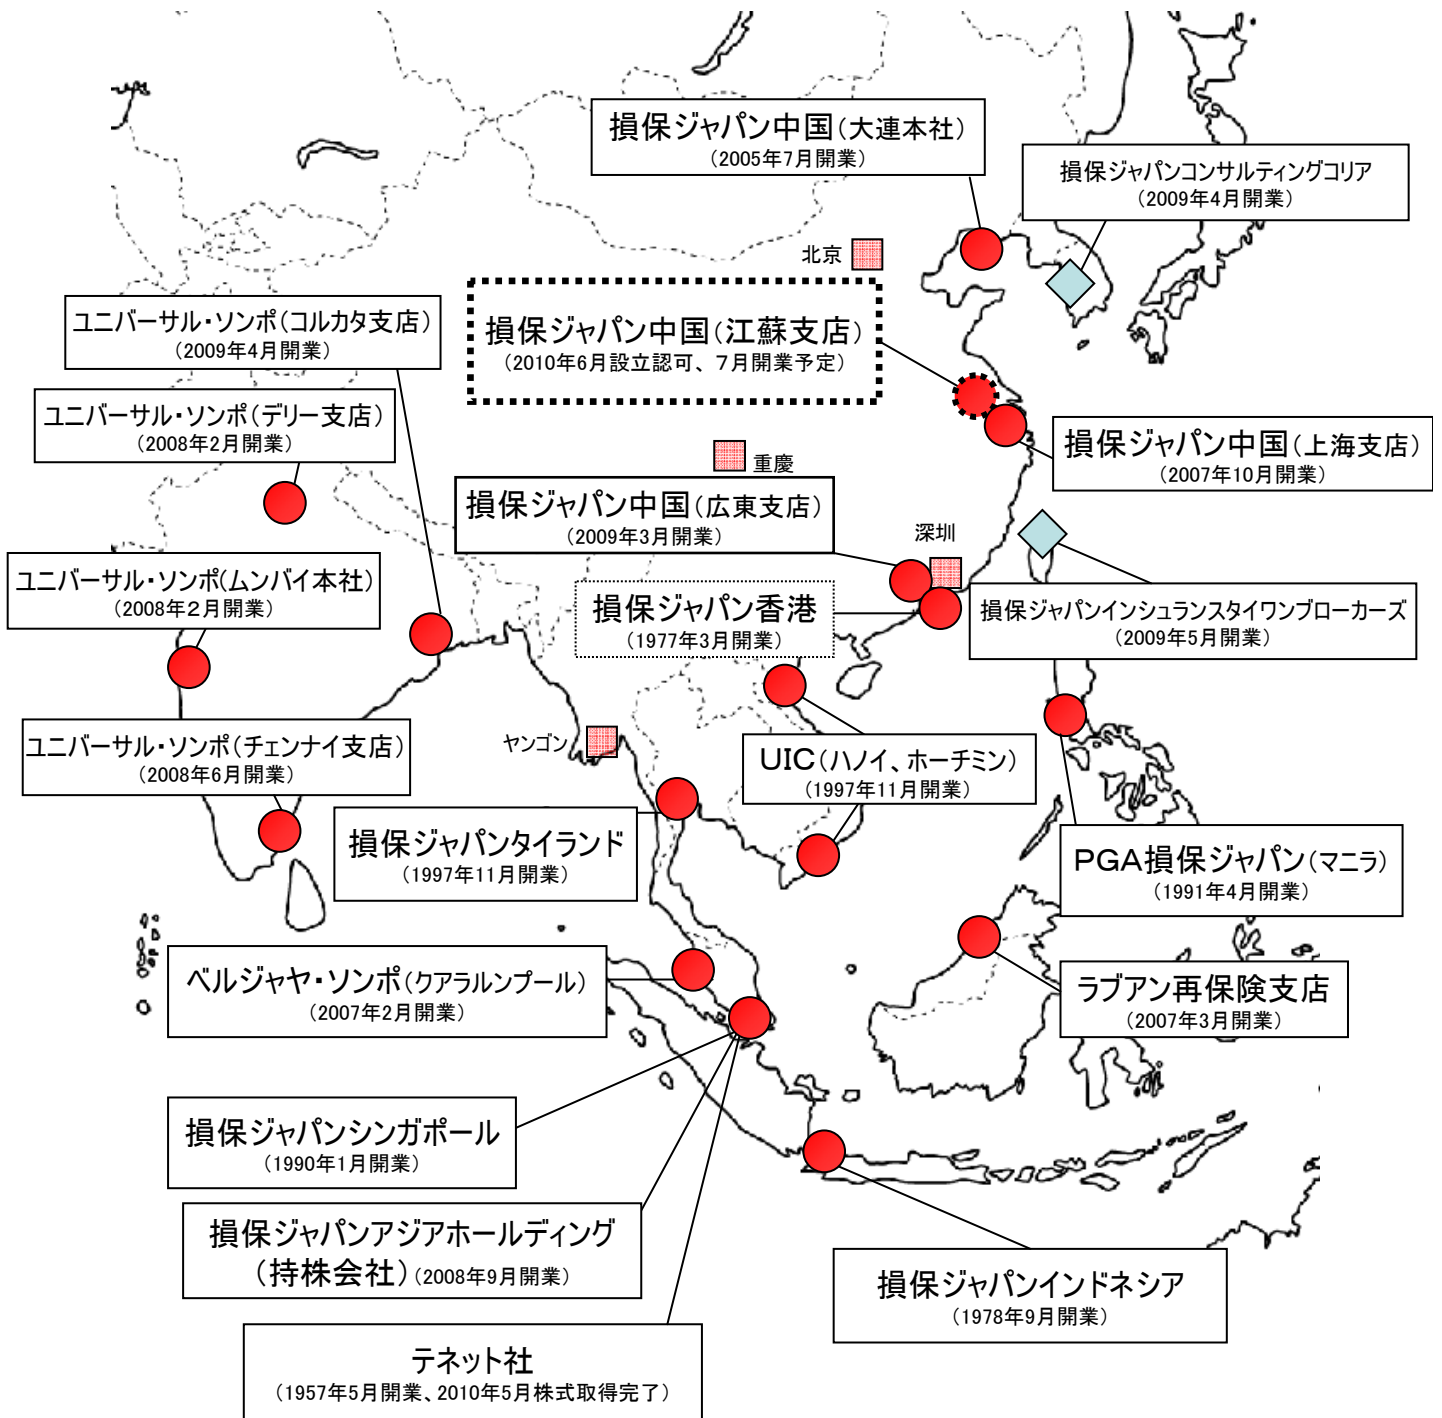 損保ジャパン中国（大連本社）
（2005年7月開業）
損保ジャパンコンサルティングコリア
（2009年4月開業）
北京
ユニバーサル・ソンポ（コルカタ支店）
（2009年4月開業）
損保ジャパン中国（江蘇支店）
（2010年6月設立認可、7月開業予定）
ユニバーサル・ソンポ（デリー支店）
（2008年2月開業）
損保ジャパン中国（上海支店）
（2007年10月開業）
重慶
損保ジャパン中国（広東支店）
（2009年3月開業）
深圳
ユニバーサル・ソンポ（ムンバイ本社）
（2008年２月開業）
損保ジャパン香港
（1977年3月開業）
損保ジャパンインシュランスタイワンブローカーズ
（2009年5月開業）
ユニバーサル・ソンポ（チェンナイ支店）
（2008年6月開業）
ヤンゴン
ＵＩＣ（ハノイ、ホーチミン）
（1997年11月開業）
損保ジャパンタイランド
（1997年11月開業）
ＰＧＡ損保ジャパン（マニラ）
（1991年4月開業）
ベルジャヤ・ソンポ（クアラルンプール）
（2007年2月開業）
ラブアン再保険支店
（2007年3月開業）
損保ジャパンシンガポール
（1990年1月開業）
損保ジャパンアジアホールディング
（持株会社）（2008年9月開業）
損保ジャパンインドネシア
（1978年9月開業）
テネット社
（1957年5月開業、2010年5月株式取得完了）